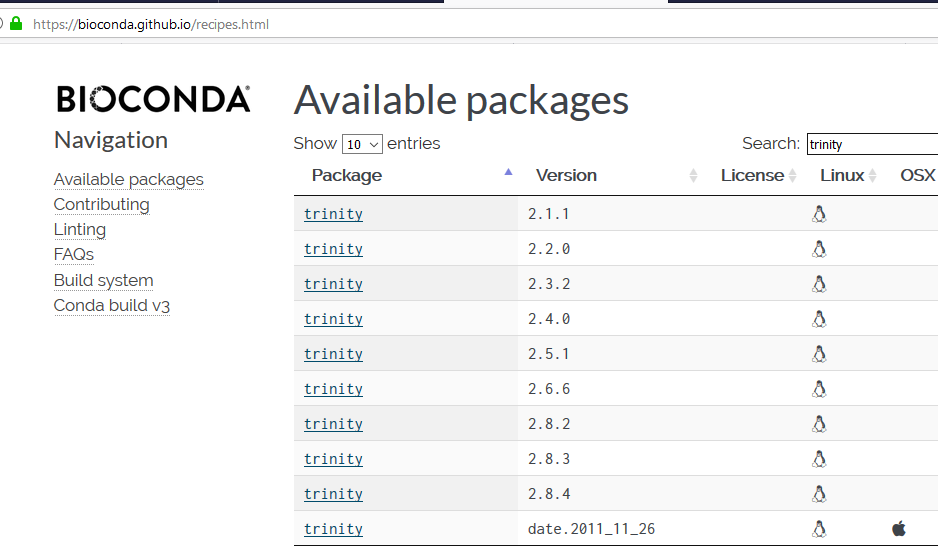 https://bioconda.github.io/recipes.html
BIOCONDA®
Available packages
Navigation
Show 10 entries
Search: trinity
Available packages
Contributing
Linting
FAQs
Build system
Conda build v3
Package Version License Linux OSX
trinity 2.1.1
trinity 2.2.0
trinity 2.3.2
trinity 2.4.0
trinity 2.5.1
trinity 2.6.6
trinity 2.8.2
trinity 2.8.3
trinity 2.8.4
trinity date.2011_11_26